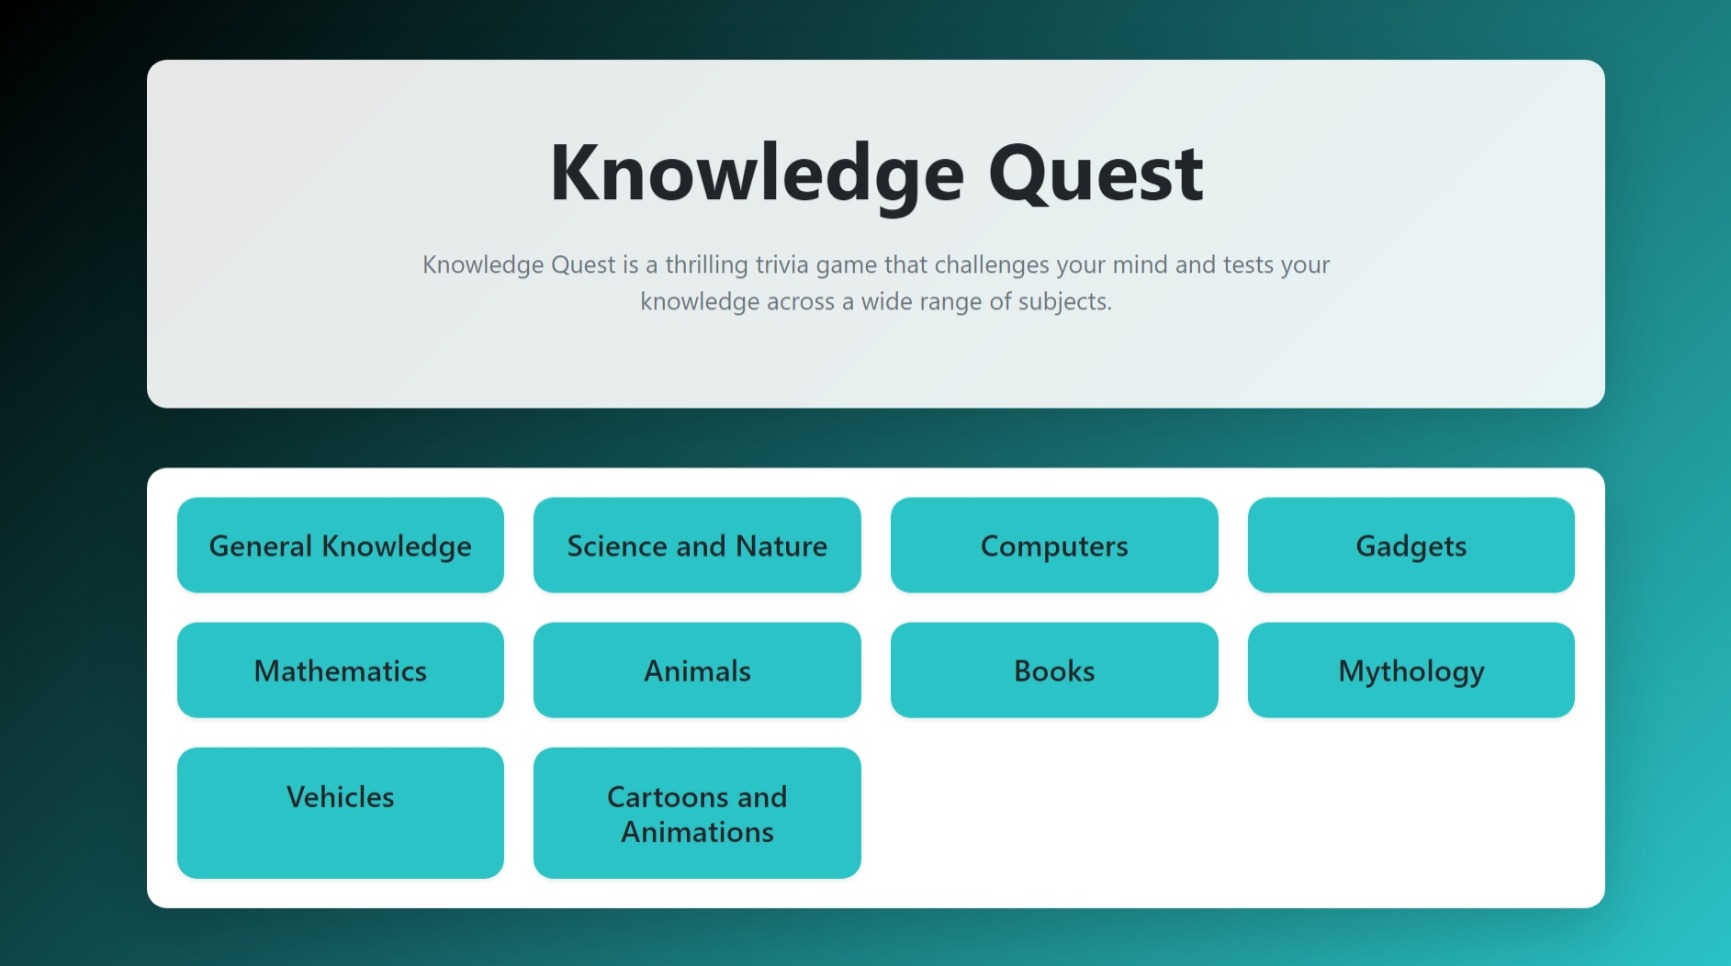 Knowledge Quest
Knowledge Quest is a thrilling trivia game that challenges your mind and tests your
knowledge across a wide range of subjects.
General Knowledge
Science and Nature
Computers
Gadgets
Mathematics
Animals
Books
Mythology
Vehicles
Cartoons and
Animations